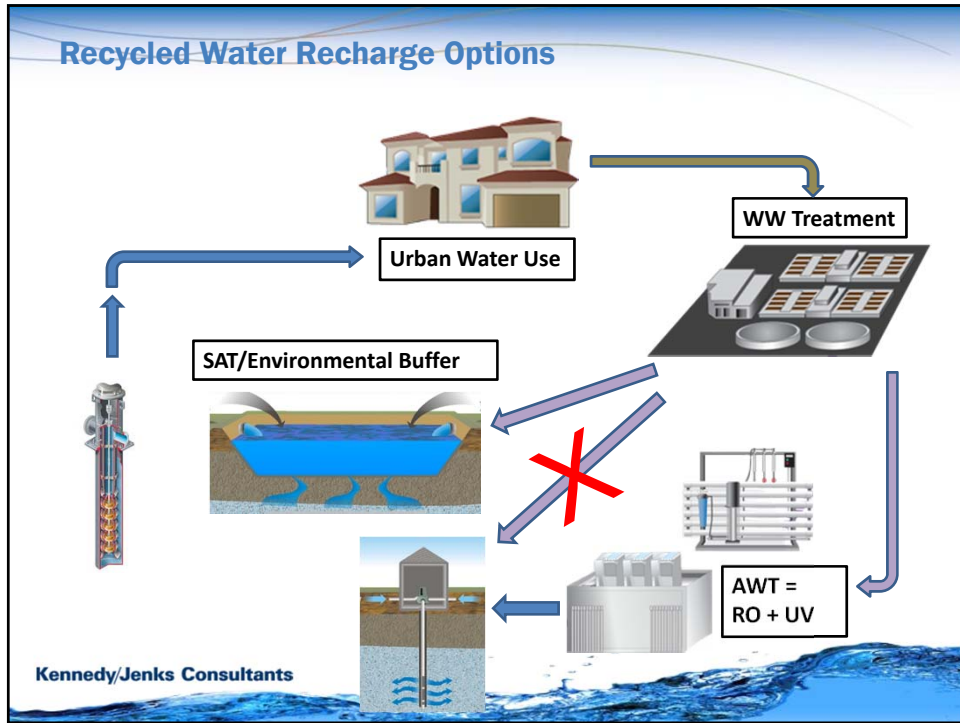 Recycled Water Recharge Options
WW Treatment
Urban Water Use
SAT/Environmental Buffer
AWT =
RO + UV
Kennedy/Jenks Consultants